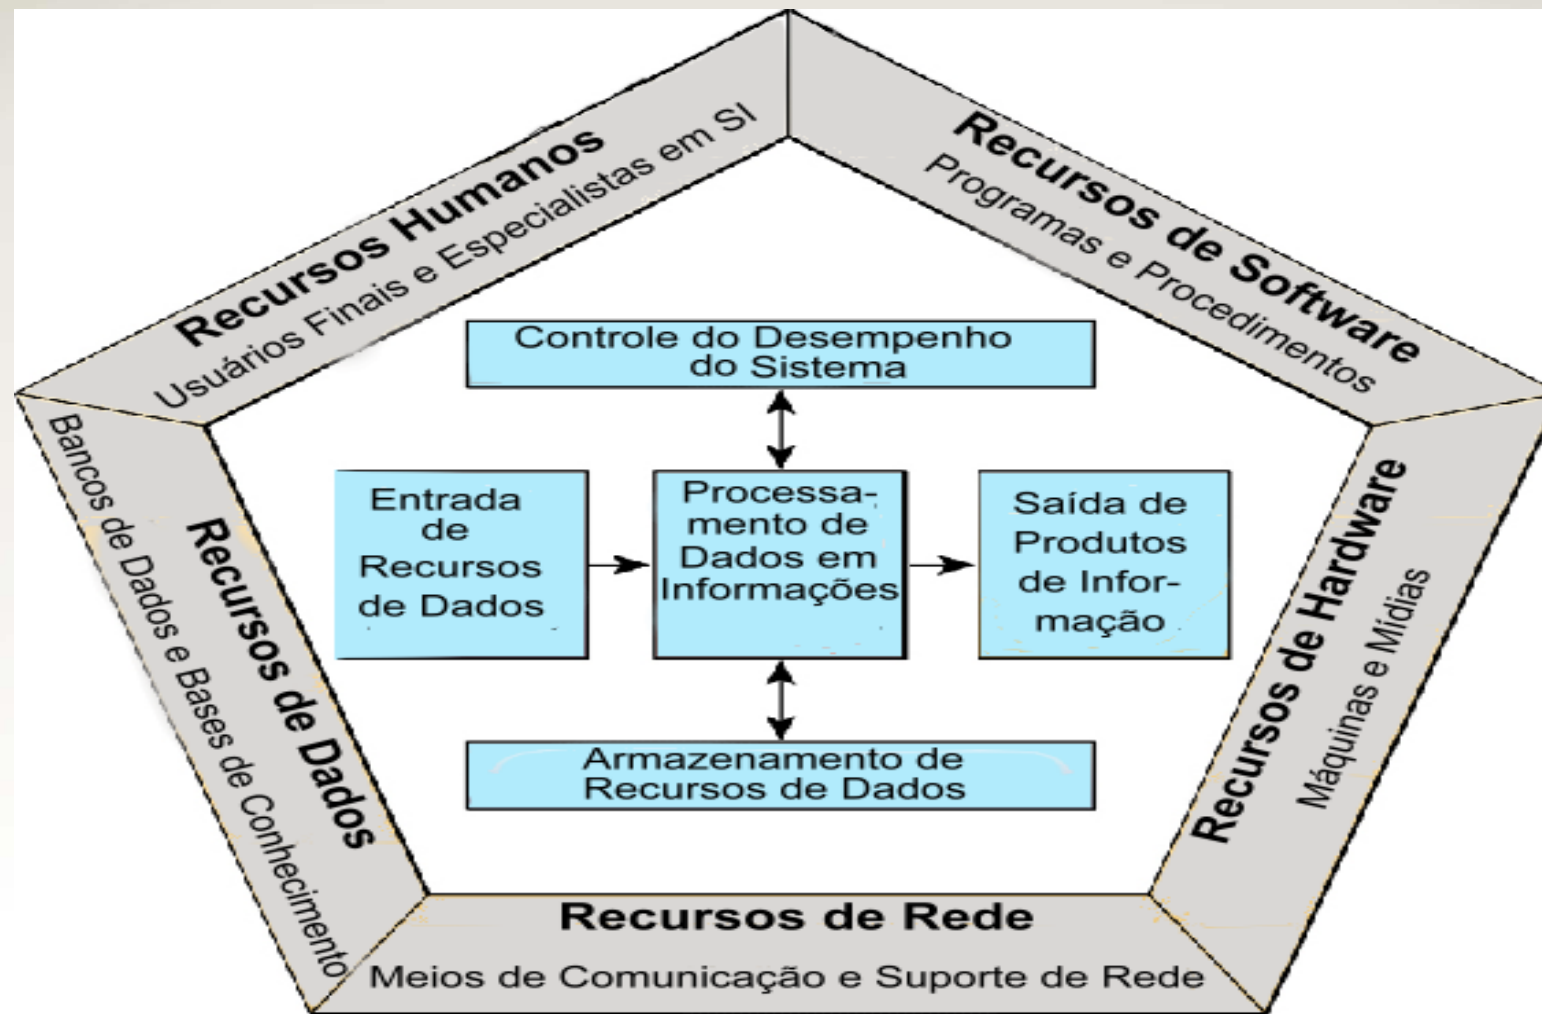 Recursos Humanos
Usuários Finais e Especialistas em SI
Recursos de Software
Programas e Procedimentos
Controle do Desempenho
do Sistema
Entrada
de
Recursos
de Dados
Processa-
mento de
Dados em
Informações
Saída de
Produtos
de Infor-
mação
Armazenamento de
Recursos de Dados
Recursos de Dados
Bancos de Dados e Bases de Conhecimento
Recursos de Hardware
Máquinas e Mídias
Recursos de Rede
Meios de Comunicação e Suporte de Rede